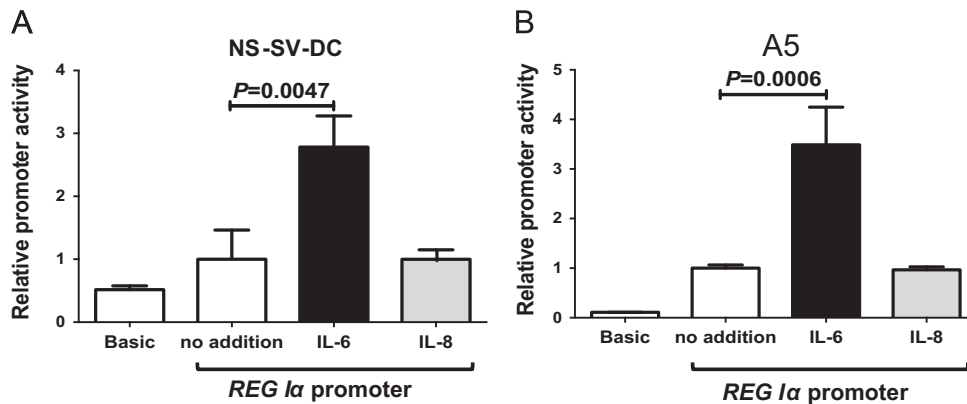 A
NS-SV-DC
Relative promoter activity
4
3
2
1
0
P=0.0047
Basic
no addition
IL-6
IL-8
REG Iα promoter
B
A5
Relative promoter activity
5
4
3
2
1
0
P=0.0006
Basic
no addition
IL-6
IL-8
REG Iα promoter